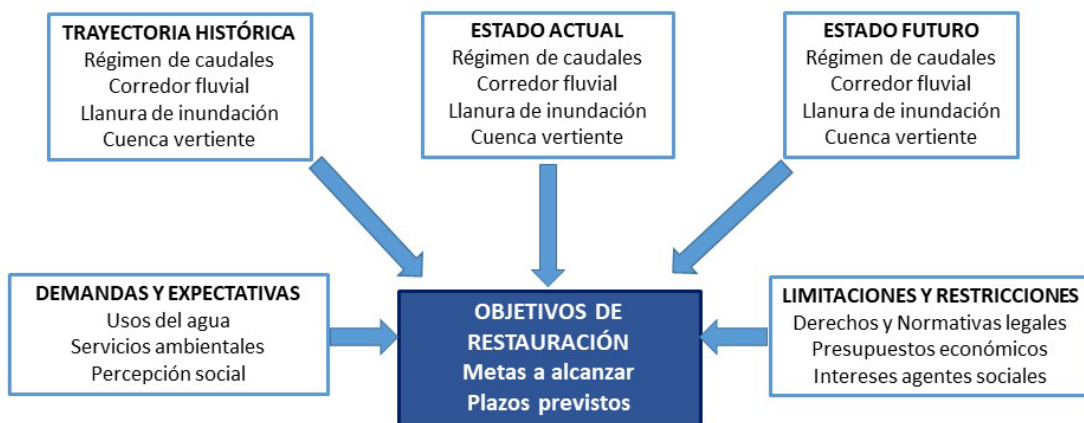 TRAYECTORIA HISTÓRICA
Régimen de caudales
Corredor fluvial
Llanura de inundación
Cuenca vertiente
ESTADO ACTUAL
Régimen de caudales
Corredor fluvial
Llanura de inundación
Cuenca vertiente
ESTADO FUTURO
Régimen de caudales
Corredor fluvial
Llanura de inundación
Cuenca vertiente
DEMANDAS Y EXPECTATIVAS
Usos del agua
Servicios ambientales
Percepción social
OBJETIVOS DE
RESTAURACIÓN
Metas a alcanzar
Plazos previstos
LIMITACIONES Y RESTRICCIONES
Derechos y Normativas legales
Presupuestos económicos
Intereses agentes sociales